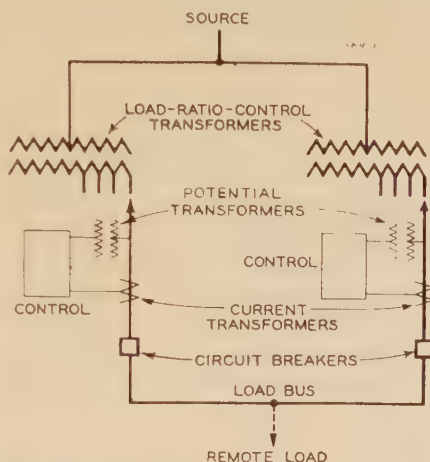 SOURCE
LOAD-RATIO-CONTROL
TRANSFORMERS
POTENTIAL
TRANSFORMERS
CONTROL
CONTROL
CURRENT
TRANSFORMERS
CIRCUIT BREAKERS
LOAD BUS
REMOTE LOAD